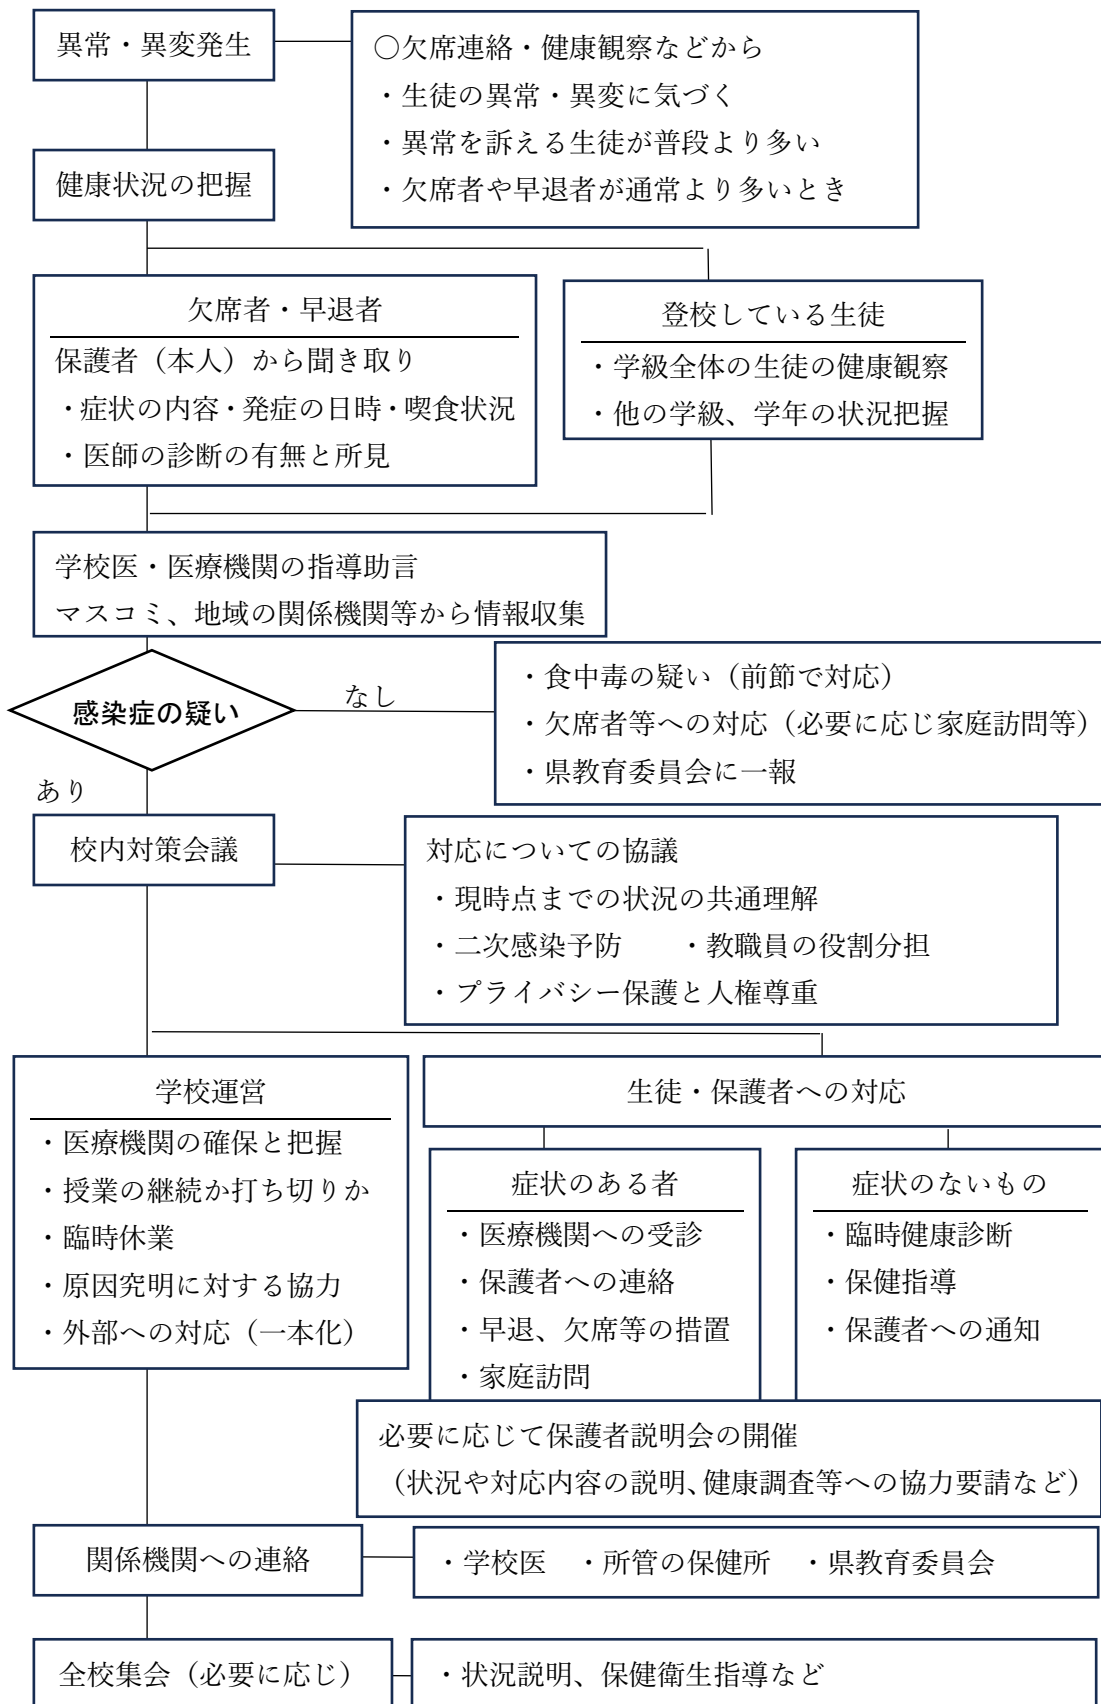 異常・異変発生
○欠席連絡・健康観察などから
・生徒の異常・異変に気づく
・異常を訴える生徒が普段より多い
・欠席者や早退者が通常より多いとき
健康状況の把握
欠席者・早退者
保護者（本人）から聞き取り
・症状の内容・発症の日時・喫食状況
・医師の診断の有無と所見
登校している生徒
・学級全体の生徒の健康観察
・他の学級、学年の状況把握
学校医・医療機関の指導助言
マスコミ、地域の関係機関等から情報収集
感染症の疑い
なし
・食中毒の疑い（前節で対応）
・欠席者等への対応（必要に応じ家庭訪問等）
・県教育委員会に一報
あり
校内対策会議
対応についての協議
・現時点までの状況の共通理解
・二次感染予防　　・教職員の役割分担
・プライバシー保護と人権尊重
学校運営
・医療機関の確保と把握
・授業の継続か打ち切りか
・臨時休業
・原因究明に対する協力
・外部への対応（一本化）
生徒・保護者への対応
症状のある者
・医療機関への受診
・保護者への連絡
・早退、欠席等の措置
・家庭訪問
症状のないもの
・臨時健康診断
・保健指導
・保護者への通知
必要に応じて保護者説明会の開催
（状況や対応内容の説明、健康調査等への協力要請など）
関係機関への連絡
・学校医　・所管の保健所　・県教育委員会
全校集会（必要に応じ）
・状況説明、保健衛生指導など